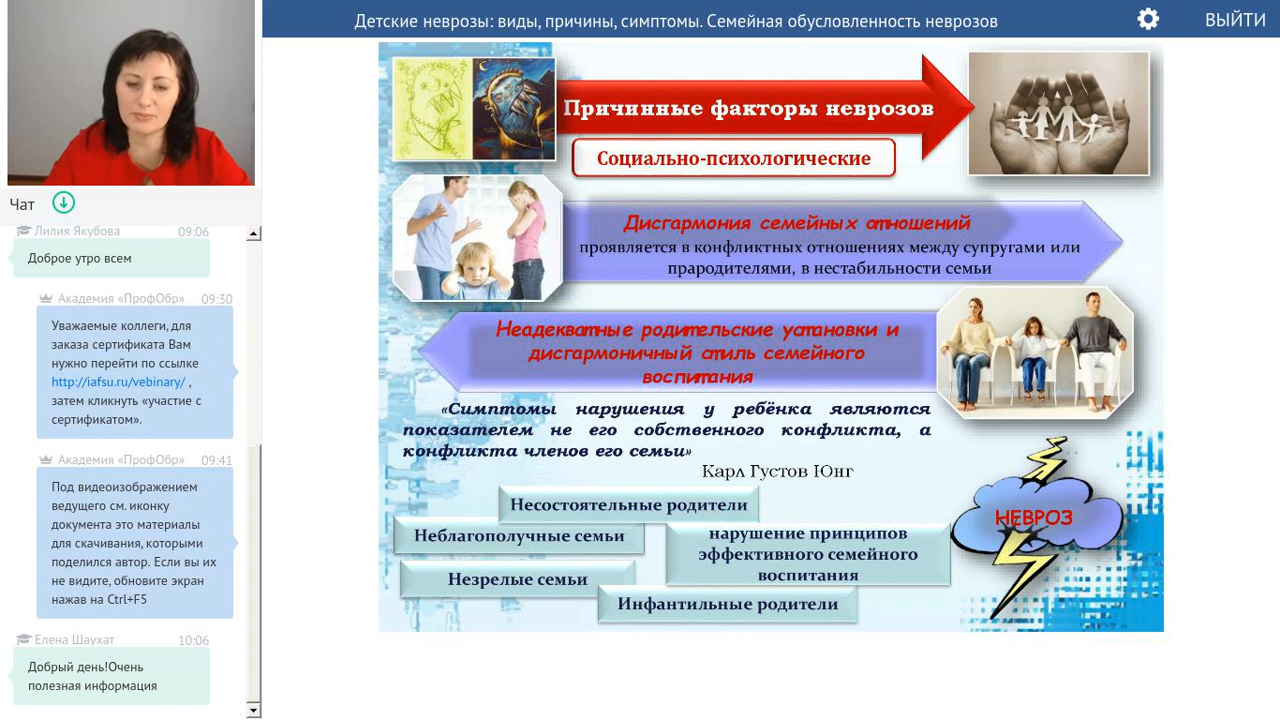 Детские неврозы: виды, причины, симптомы. Семейная обусловленность неврозов
ВЫЙТИ
Чат
Лилия Якубова 09:06
Доброе утро всем
Академия «ПрофОбр» 09:30
Уважаемые коллеги, для
заказа сертификата Вам
нужно перейти по ссылке
http://iafsu.ru/vebinary/ ,
затем кликнуть «участие с
сертификатом».
Академия «ПрофОбр» 09:41
Под видеоизображением
ведущего см. иконку
документа это материалы
для скачивания, которыми
поделился автор. Если вы их
не видите, обновите экран
нажав на Ctrl+F5
Елена Шаухат 10:06
Добрый день!Очень
полезная информация
Причинные факторы неврозов
Социально-психологические
Дисгармония семейных отношений
проявляется в конфликтных отношениях между супругами или
прародителями, в нестабильности семьи
Неадекватные родительские установки и
дисгармоничный стиль семейного
воспитания
«Симптомы нарушения у ребёнка являются
показателем не его собственного конфликта, а
конфликта членов его семьи»
Карл Густов Юнг
Несостоятельные родители
Неблагополучные семьи
нарушение принципов
эффективного семейного
воспитания
Незрелые семьи
Инфантильные родители
НЕВРОЗ